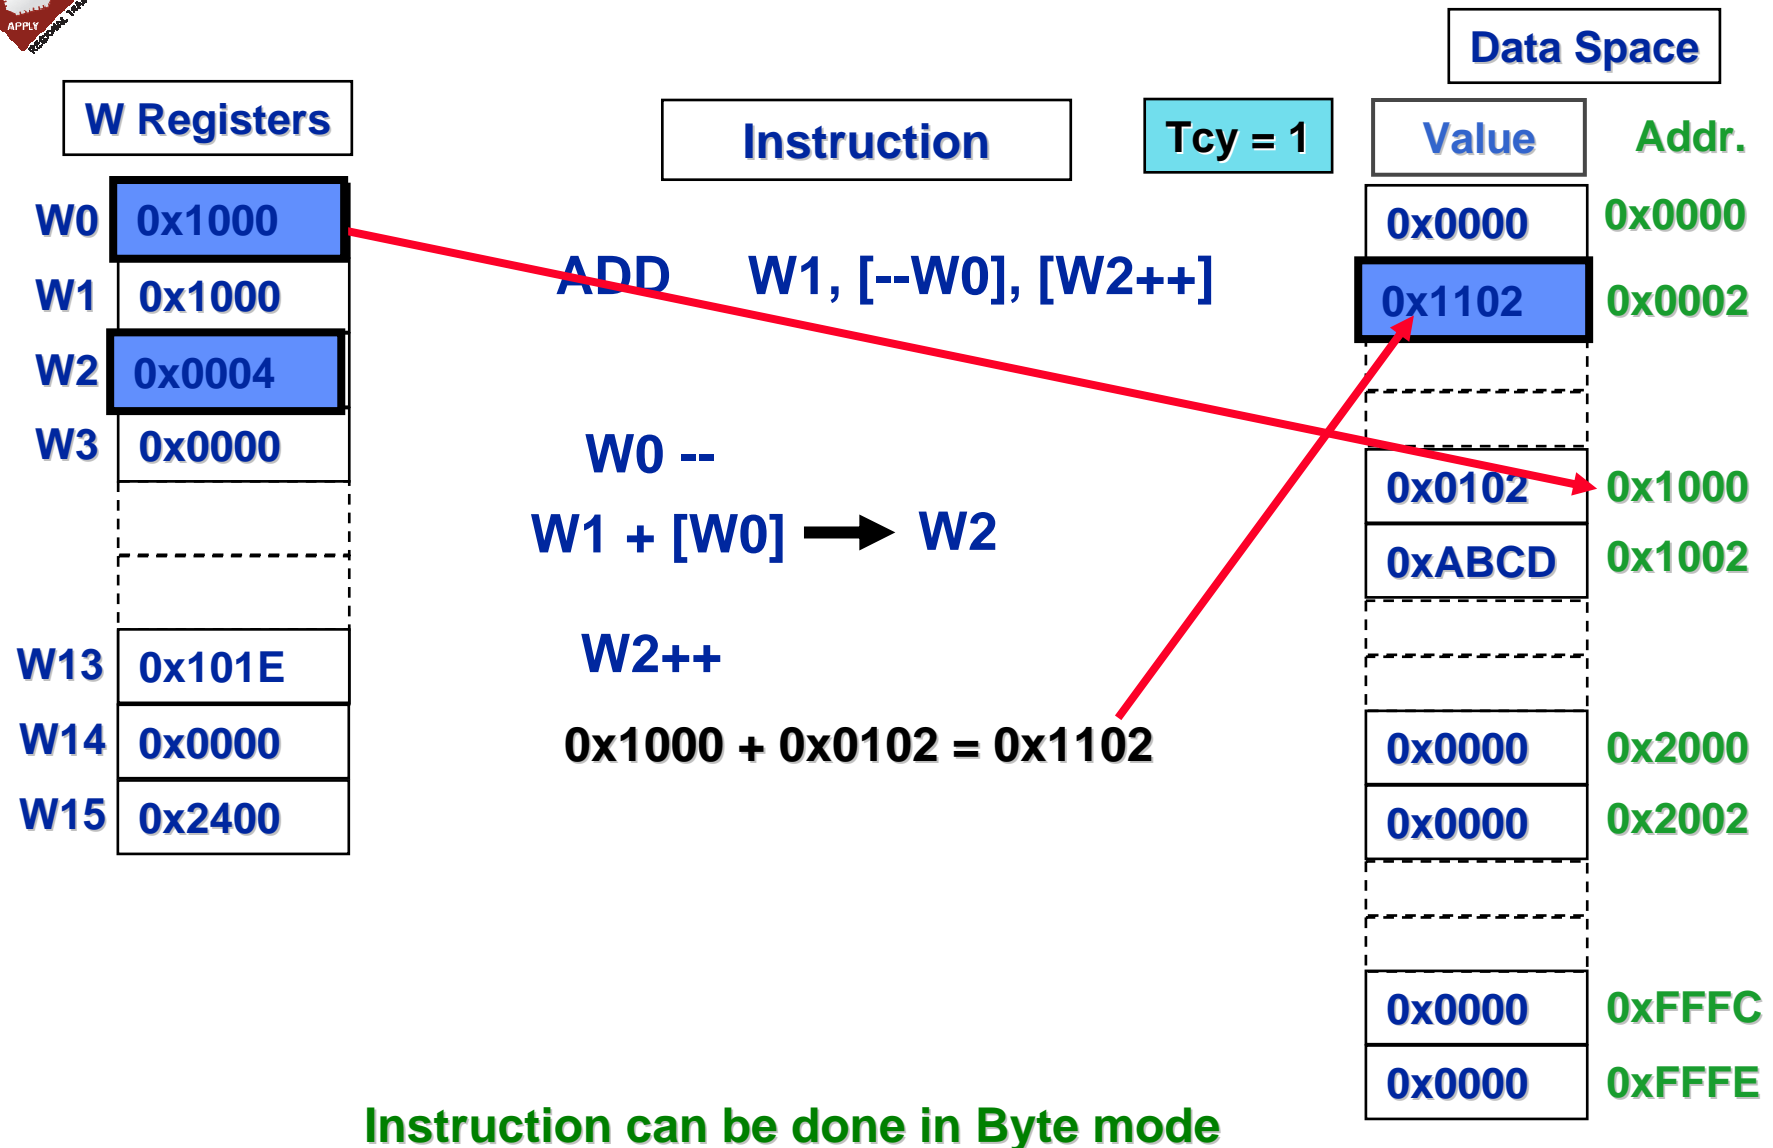 APPLY
REGIONAL
Data Space
W Registers
Instruction
Tcy = 1
Value
Addr.
W0 0x1000
W1 0x1000
W2 0x0004
W3 0x0000
W13 0x101E
W14 0x0000
W15 0x2400
ADD W1, [--W0], [W2++]
W0 --
W1 + [W0] W2
W2++
0x1000 + 0x0102 = 0x1102
0x0000 0x0000
0x1102 0x0002
0x0102 0x1000
0xABCD 0x1002
0x0000 0x2000
0x0000 0x2002
0x0000 0xFFFC
0x0000 0xFFFE
Instruction can be done in Byte mode